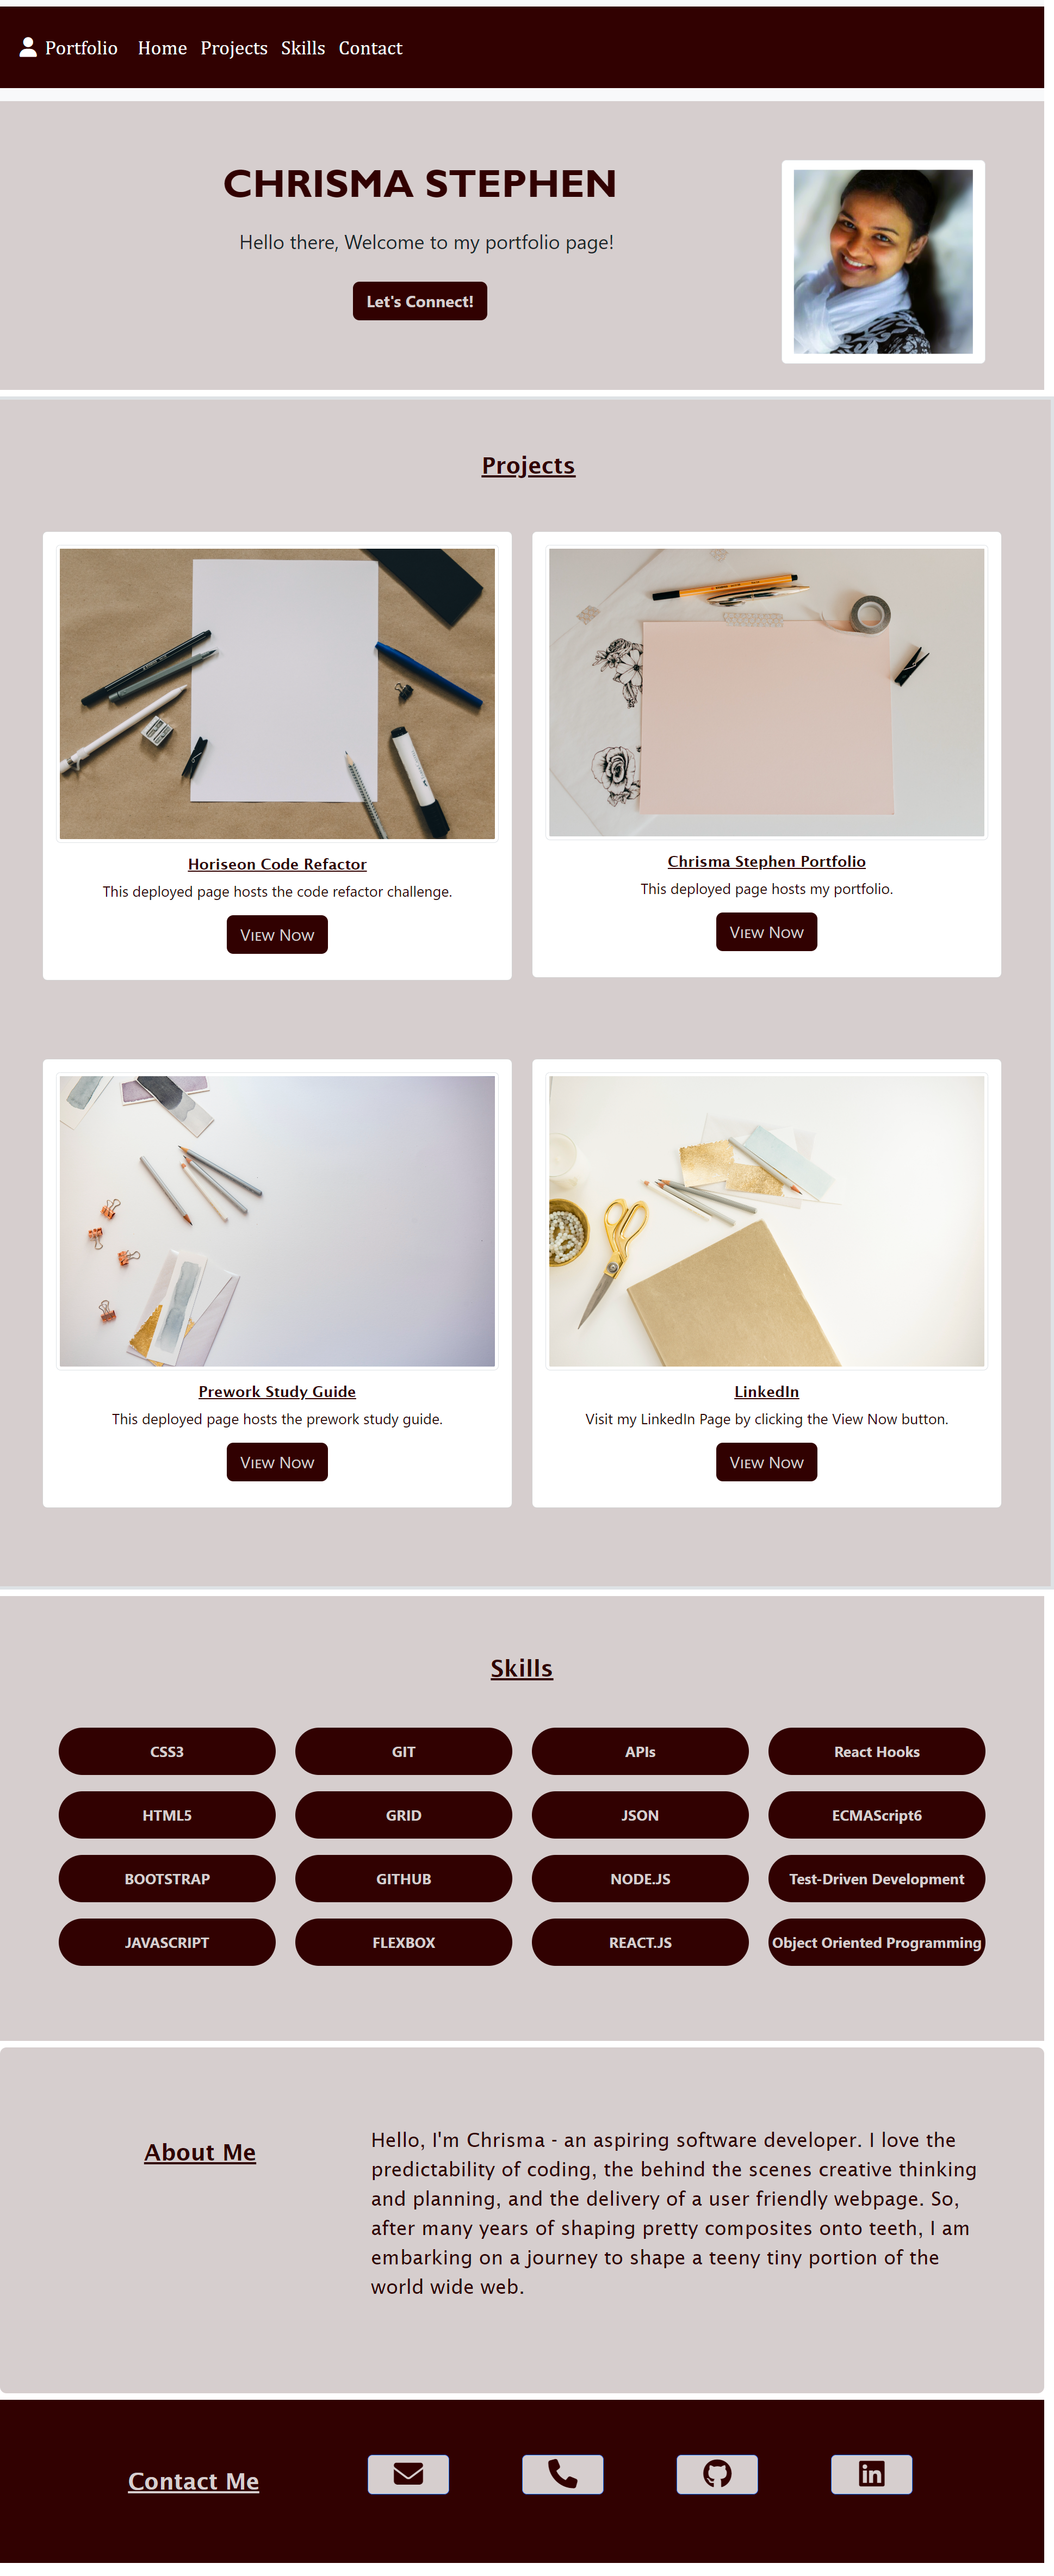 Portfolio Home Projects Skills Contact
CHRISMA STEPHEN
Hello there, Welcome to my portfolio page!
Let's Connect!
Projects
Horiseon Code Refactor
This deployed page hosts the code refactor challenge.
View Now
Chrisma Stephen Portfolio
This deployed page hosts my portfolio.
View Now
Prework Study Guide
This deployed page hosts the prework study guide.
View Now
LinkedIn
Visit my LinkedIn Page by clicking the View Now button.
View Now
Skills
CSS3 GIT APIs React Hooks
HTML5 GRID JSON ECMAScript6
BOOTSTRAP GITHUB NODE.JS Test-Driven Development
JAVASCRIPT FLEXBOX REACT.JS Object Oriented Programming
About Me
Hello, I'm Chrisma - an aspiring software developer. I love the
predictability of coding, the behind the scenes creative thinking
and planning, and the delivery of a user friendly webpage. So,
after many years of shaping pretty composites onto teeth, I am
embarking on a journey to shape a teeny tiny portion of the
world wide web.
Contact Me
in